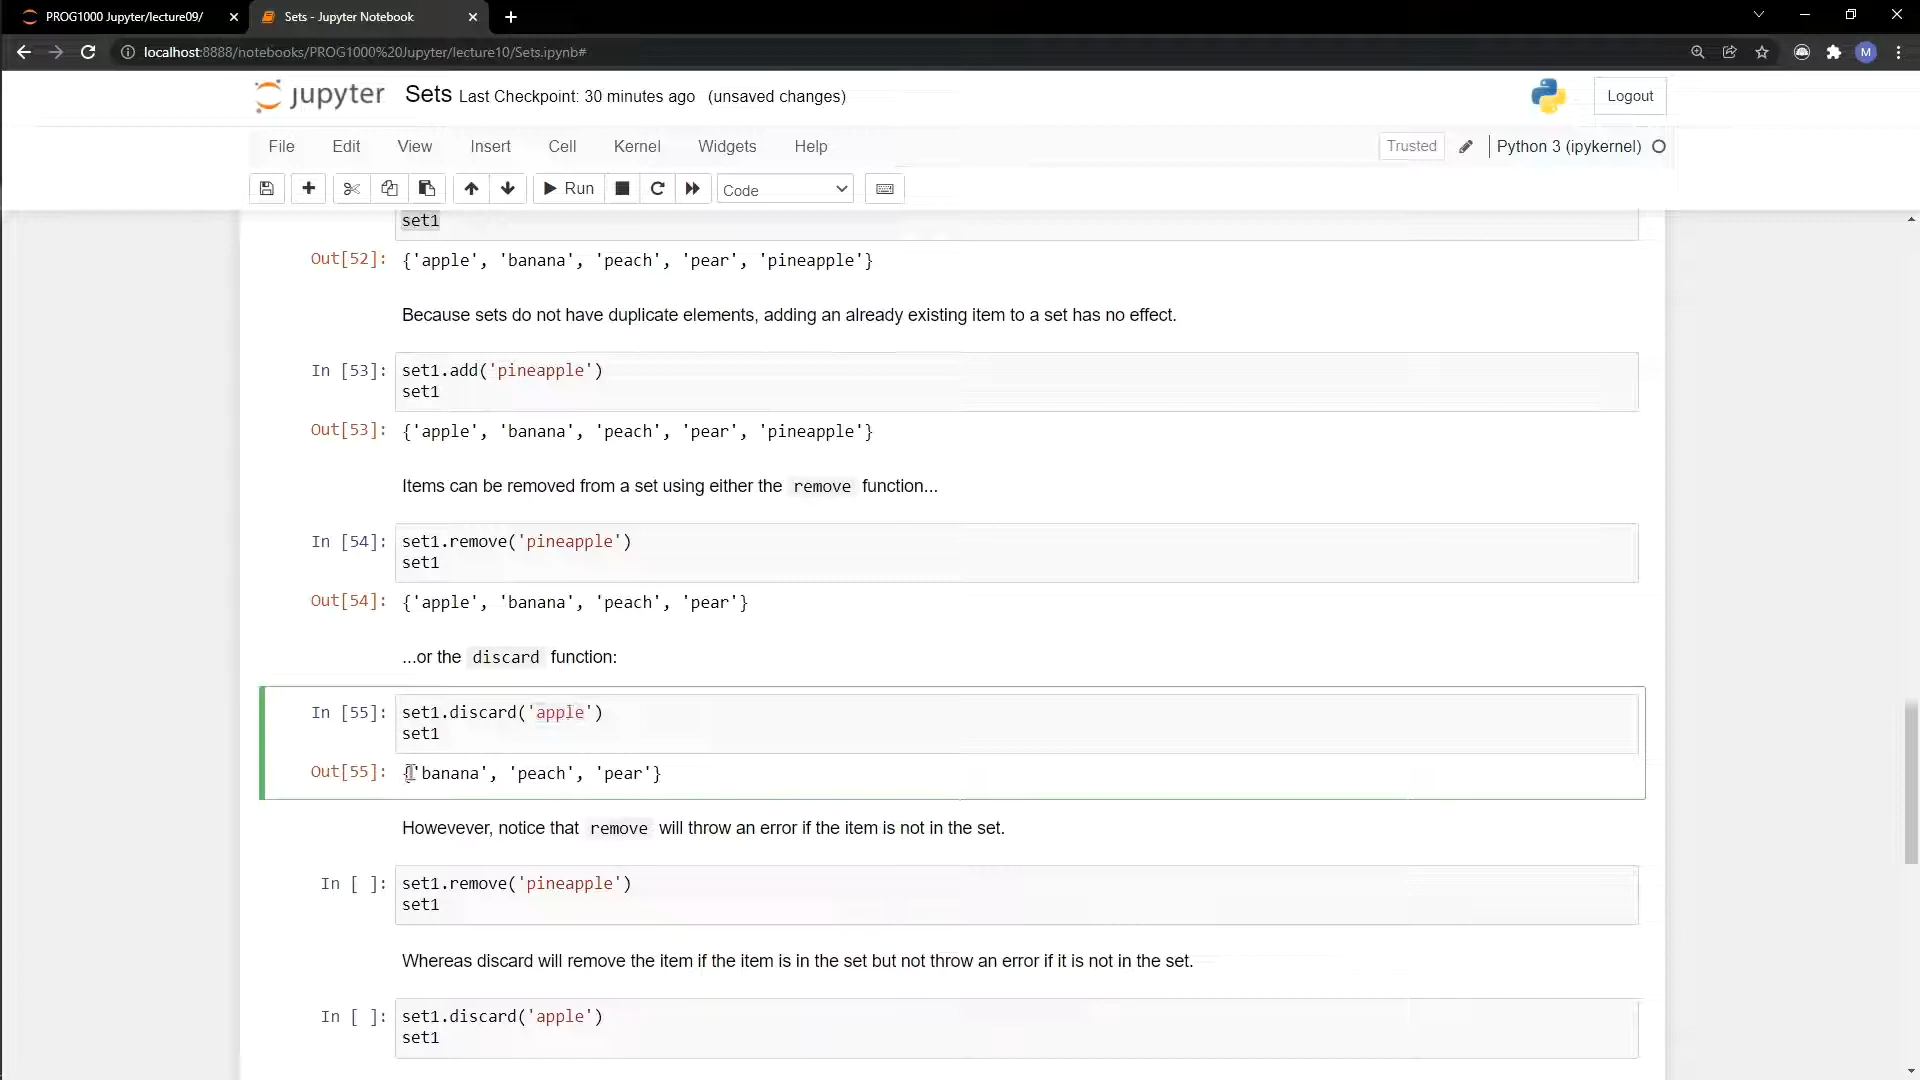 PROG1000 Jupyter/lecture09/
Sets - Jupyter Notebook
localhost:8888/notebooks/PROG1000%20Jupyter/lecture10/Sets.ipynb#
M
jupyter Sets Last Checkpoint: 30 minutes ago (unsaved changes)
Logout
File Edit View Insert Cell Kernel Widgets Help
Trusted Python 3 (ipykernel)
Run Code
set1
Out[52]: {'apple', 'banana', 'peach', 'pear', 'pineapple'}
Because sets do not have duplicate elements, adding an already existing item to a set has no effect.
In [53]: set1.add('pineapple')
set1
Out[53]: {'apple', 'banana', 'peach', 'pear', 'pineapple'}
Items can be removed from a set using either the remove function...
In [54]: set1.remove('pineapple')
set1
Out[54]: {'apple', 'banana', 'peach', 'pear'}
...or the discard function:
In [55]: set1.discard('apple')
set1
Out[55]: {'banana', 'peach', 'pear'}
Howevever, notice that remove will throw an error if the item is not in the set.
In [ ]: set1.remove('pineapple')
set1
Whereas discard will remove the item if the item is in the set but not throw an error if it is not in the set.
In [ ]: set1.discard('apple')
set1